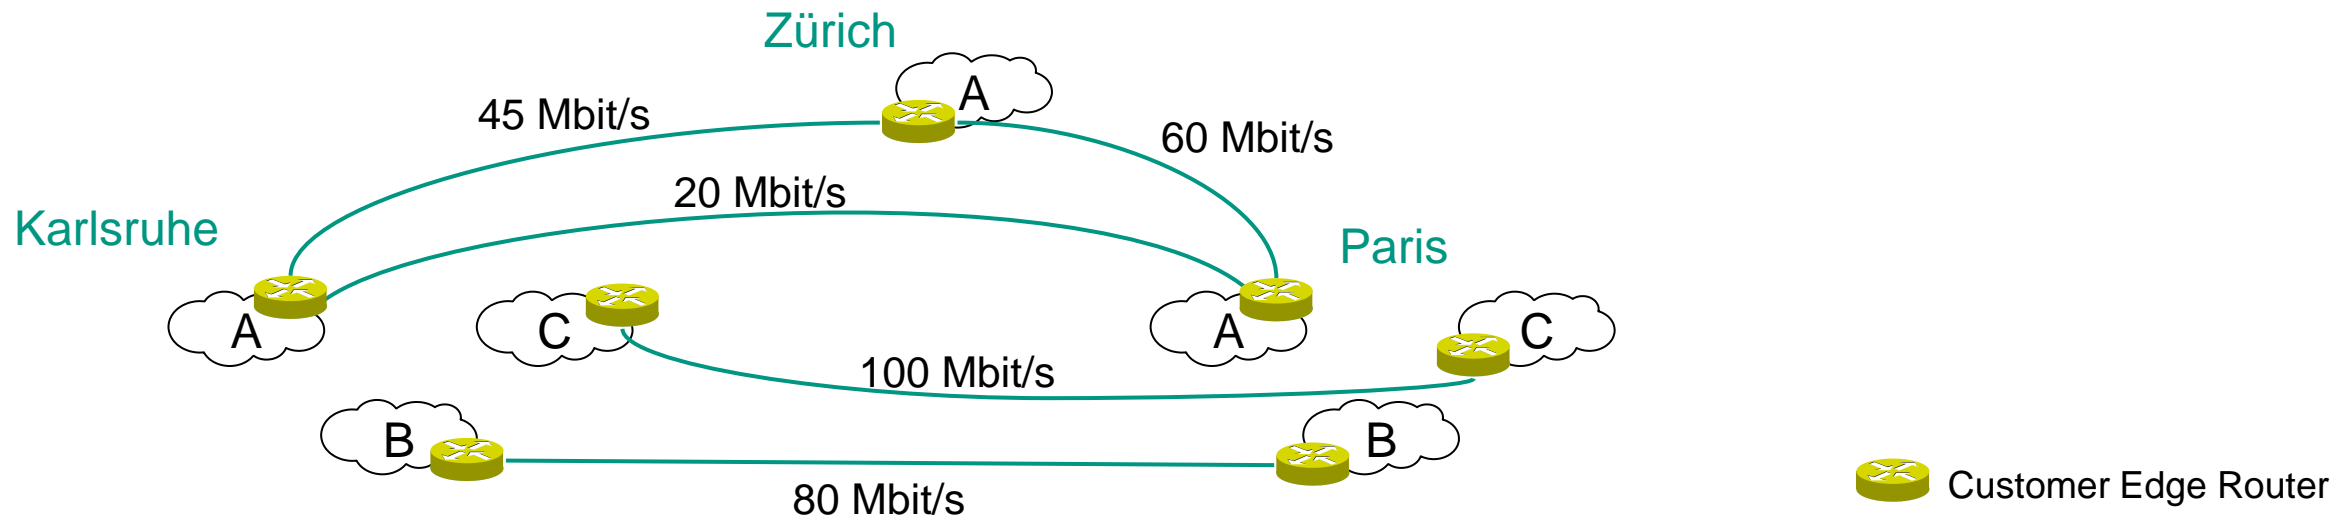 Zürich
A
45 Mbit/s
60 Mbit/s
20 Mbit/s
Karlsruhe
Paris
A
C
A
C
100 Mbit/s
B
B
80 Mbit/s
Customer Edge Router